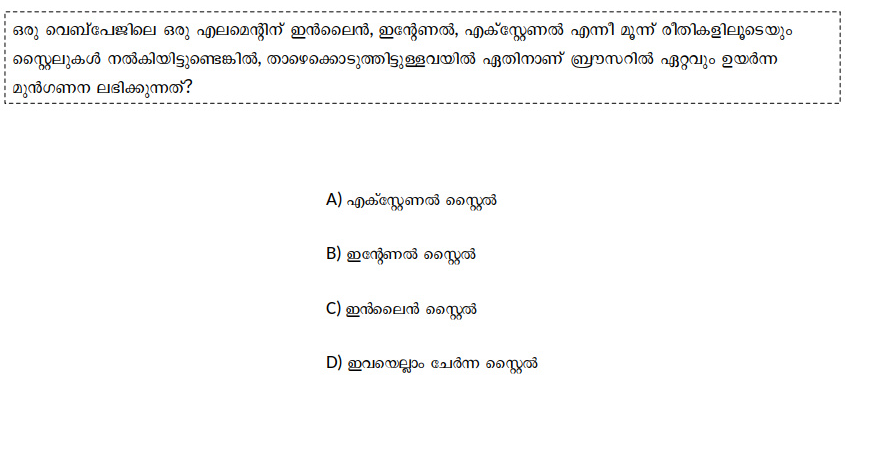 ഒരു വെബ്പേജിലെ ഒരു എലമെന്റിന് ഇൻലൈൻ, ഇന്റേണൽ, എക്സ്റ്റേണൽ എന്നീ മൂന്ന് രീതികളിലൂടെയും
സ്റ്റൈലുകൾ നൽകിയിട്ടുണ്ടെങ്കിൽ, താഴെക്കൊടുത്തിട്ടുള്ളവയിൽ ഏതിനാണ് ബ്രൗസറിൽ ഏറ്റവും ഉയർന്ന
മുൻഗണന ലഭിക്കുന്നത്?
A) എക്സ്റ്റേണൽ സ്റ്റൈൽ
B) ഇന്റേണൽ സ്റ്റൈൽ
C) ഇൻലൈൻ സ്റ്റൈൽ
D) ഇവയെല്ലാം ചേർന്ന സ്റ്റൈൽ